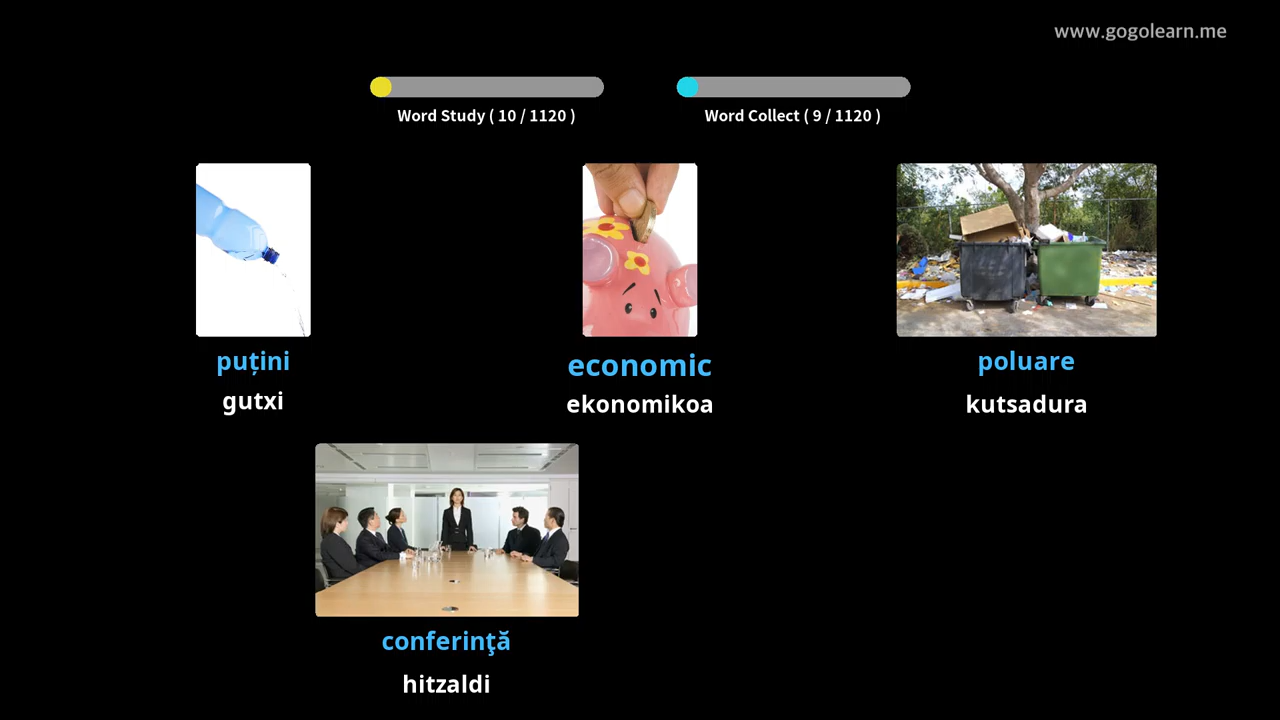 www.gogolearn.me
Word Study ( 10 / 1120 )
Word Collect ( 9 / 1120 )
puțini
economic
poluare
gutxi
ekonomikoa
kutsadura
conferinţă
hitzaldi